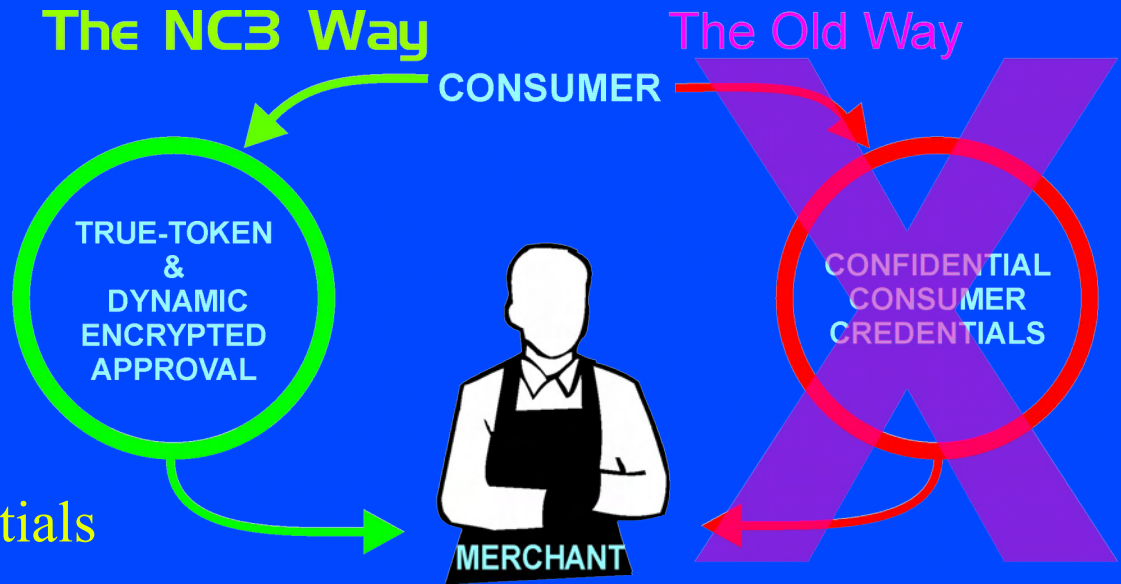 The NC3 Way
The Old Way
CONSUMER
TRUE-TOKEN
&
DYNAMIC
ENCRYPTED
APPROVAL
CONFIDENTIAL
CONSUMER
CREDENTIALS
tials
MERCHANT